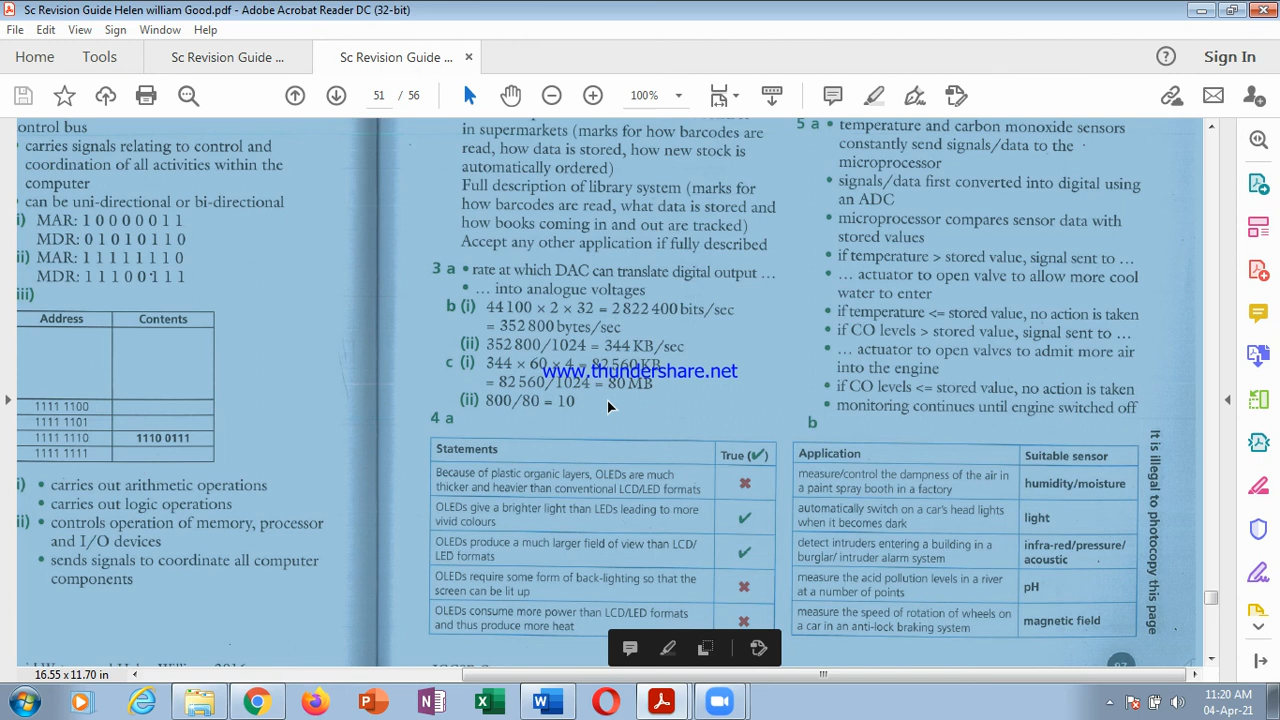 Sc Revision Guide Helen william Good.pdf - Adobe Acrobat Reader DC (32-bit)
File Edit View Sign Window Help
Home Tools Sc Revision Guide ... Sc Revision Guide ... × Sign In
51 / 56 100%
ontrol bus
carries signals relating to control and
coordination of all activities within the
computer
can be uni-directional or bi-directional
i) MAR: 1 0 0 0 0 0 1 1
MDR: 0 1 0 1 0 1 1 0
ii) MAR: 1 1 1 1 1 1 1 0
MDR: 1 1 1 0 0 1 1 1
iii)
Address Contents
1111 1100
1111 1101
1111 1110 1110 0111
1111 1111
i) • carries out arithmetic operations
• carries out logic operations
ii) • controls operation of memory, processor
and I/O devices
• sends signals to coordinate all computer
components
in supermarkets (marks for how barcodes are
read, how data is stored, how new stock is
automatically ordered)
Full description of library system (marks for
how barcodes are read, what data is stored and
how books coming in and out are tracked)
Accept any other application if fully described
3 a • rate at which DAC can translate digital output ...
• ... into analogue voltages
b (i) 44 100 × 2 × 32 = 2 822 400 bits/sec
= 352 800 bytes/sec
(ii) 352 800/1024 = 344 KB/sec
c (i) 344 × 60 × 4 = 82 560 KB
www.thundershare.net
= 82 560/1024 = 80 MB
(ii) 800/80 = 10
4 a
Statements True (✓)
Because of plastic organic layers, OLEDs are much
thicker and heavier than conventional LCD/LED formats ✖
OLEDs give a brighter light than LEDs leading to more
vivid colours ✓
OLEDs produce a much larger field of view than LCD/
LED formats ✓
OLEDs require some form of back-lighting so that the
screen can be lit up ✖
OLEDs consume more power than LCD/LED formats
and thus produce more heat ✖
5 a • temperature and carbon monoxide sensors
constantly send signals/data to the
microprocessor
• signals/data first converted into digital using
an ADC
• microprocessor compares sensor data with
stored values
• if temperature > stored value, signal sent to ...
• ... actuator to open valve to allow more cool
water to enter
• if temperature <= stored value, no action is taken
• if CO levels > stored value, signal sent to ...
• ... actuator to open valves to admit more air
into the engine
• if CO levels <= stored value, no action is taken
• monitoring continues until engine switched off
b
Application Suitable sensor
measure/control the dampness of the air in
a paint spray booth in a factory humidity/moisture
automatically switch on a car's head lights
when it becomes dark light
detect intruders entering a building in a
burglar/ intruder alarm system infra-red/pressure/
acoustic
measure the acid pollution levels in a river
at a number of points pH
measure the speed of rotation of wheels on
a car in an anti-lock braking system magnetic field
It is illegal to photocopy this page
16.55 x 11.70 in
11:20 AM
04-Apr-21